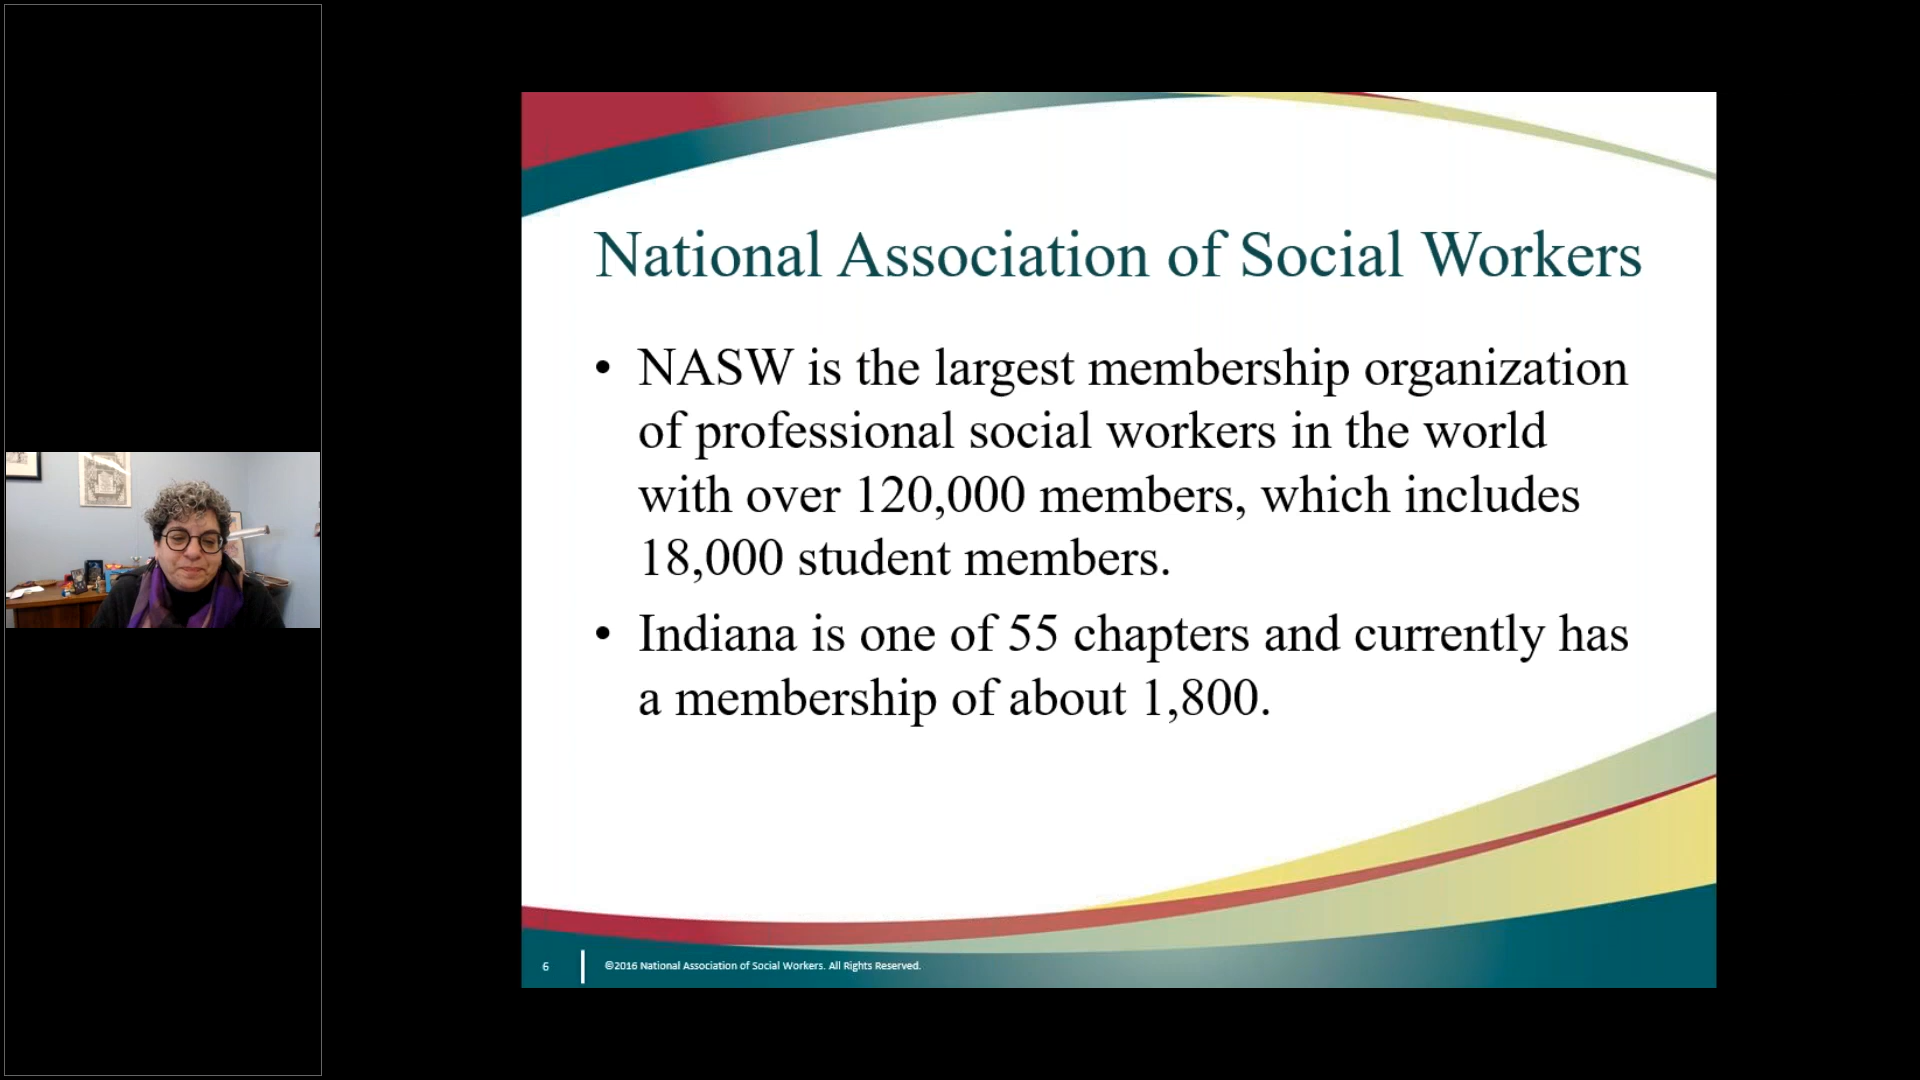 National Association of Social Workers
• NASW is the largest membership organization
of professional social workers in the world
with over 120,000 members, which includes
18,000 student members.
• Indiana is one of 55 chapters and currently has
a membership of about 1,800.
6
©2016 National Association of Social Workers. All Rights Reserved.